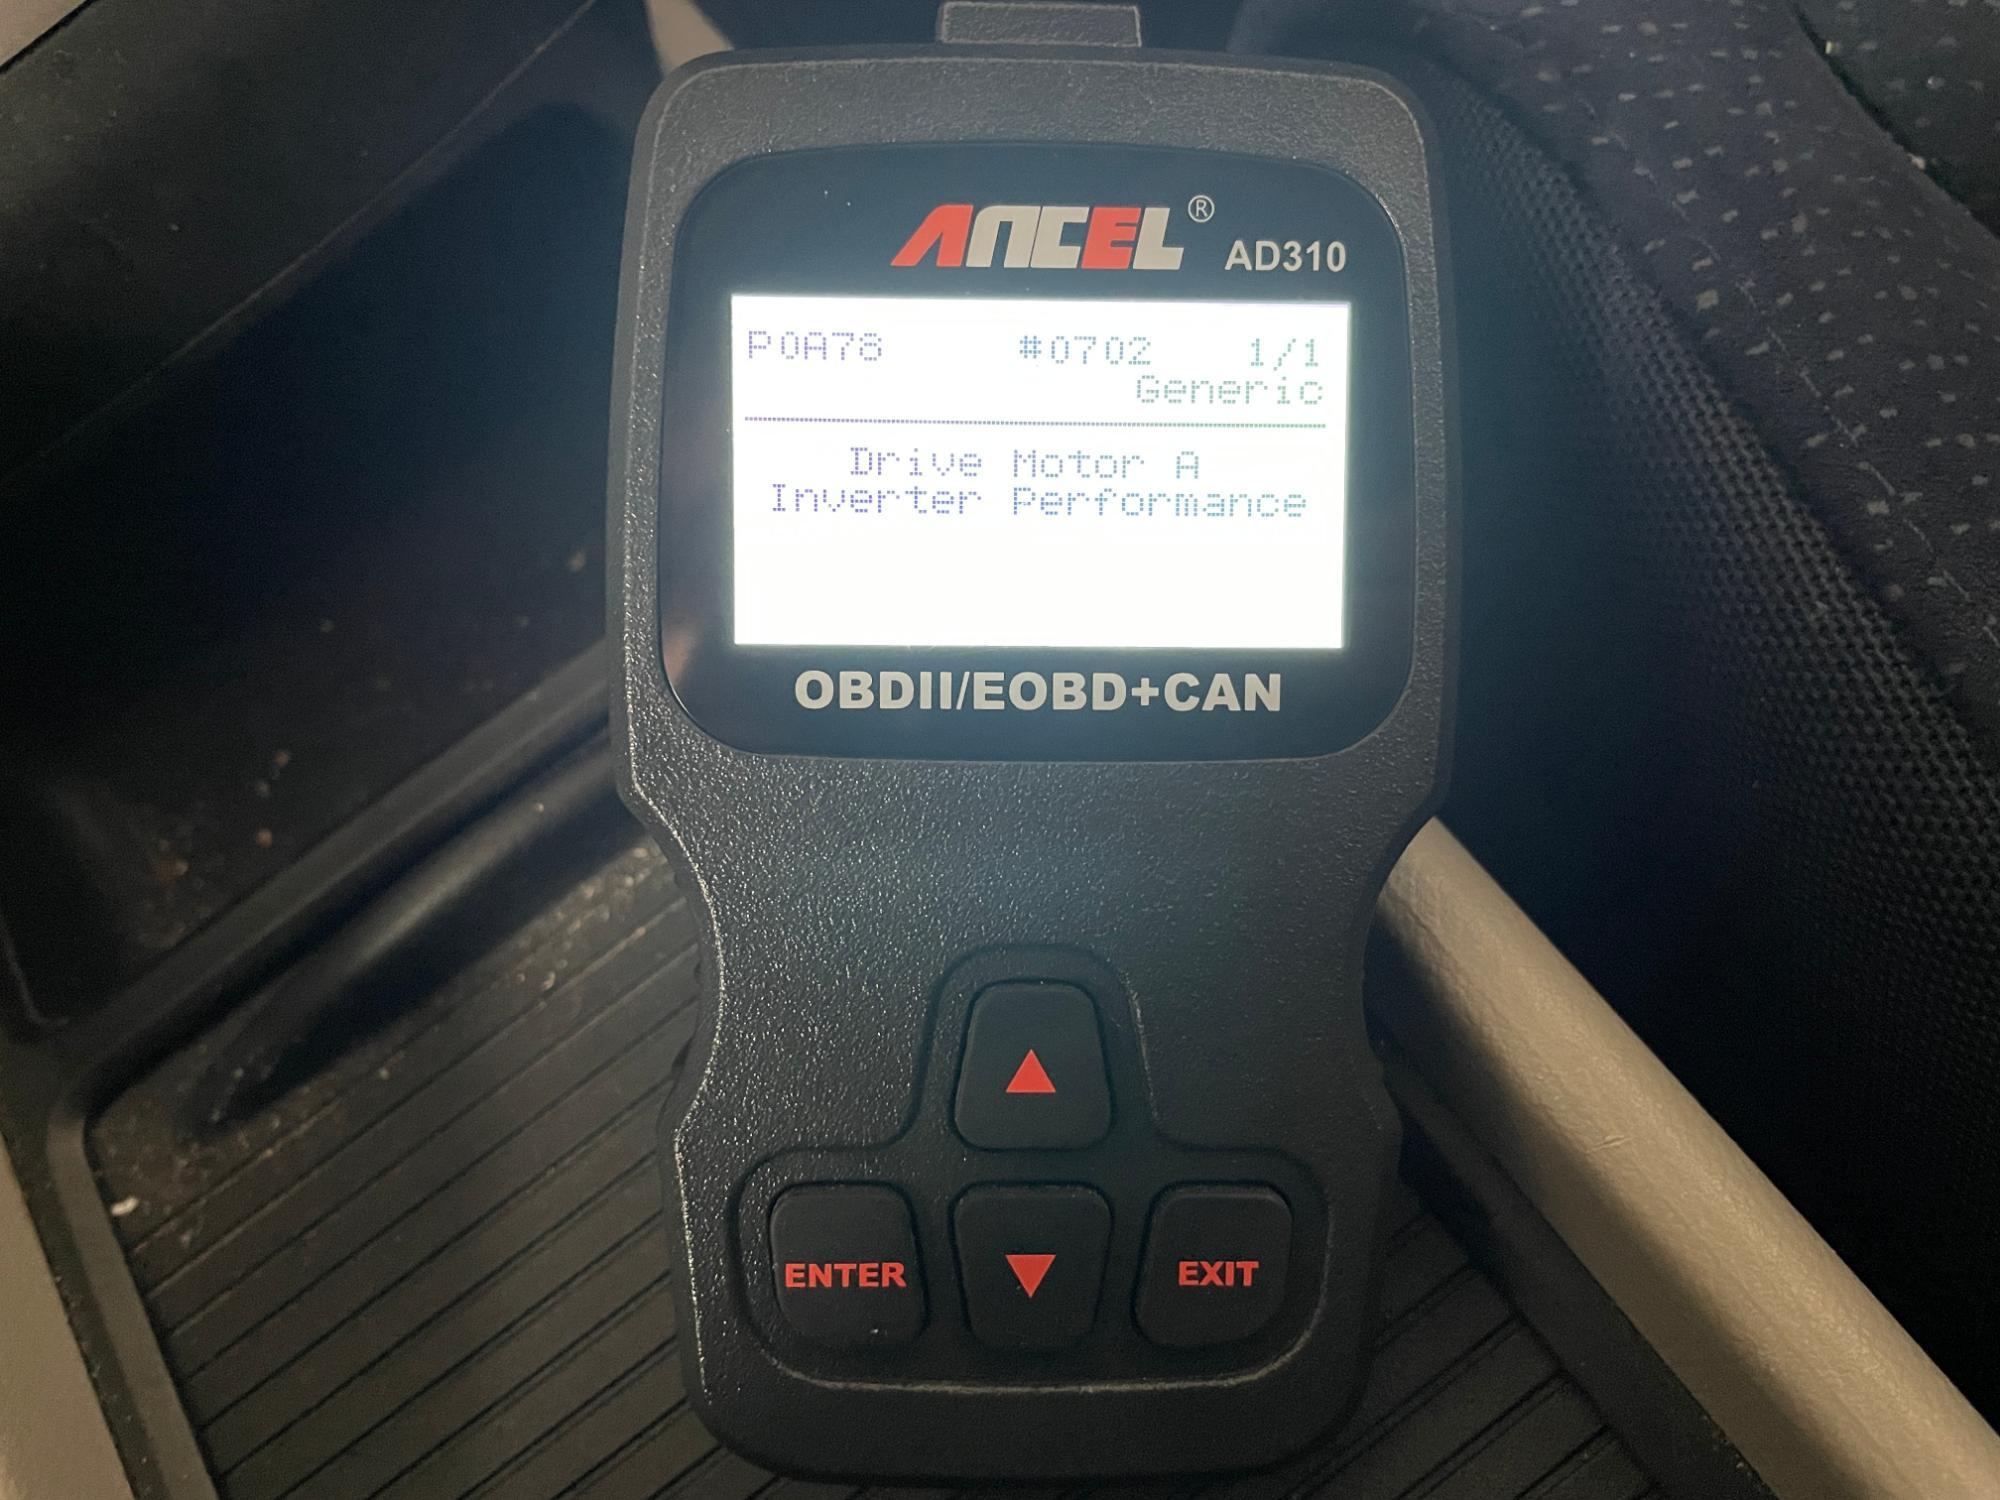 ANCEL® AD310
P0A78 #0702 1/1
Generic
Drive Motor A
Inverter Performance
OBDII/EOBD+CAN
▲
ENTER ▼ EXIT